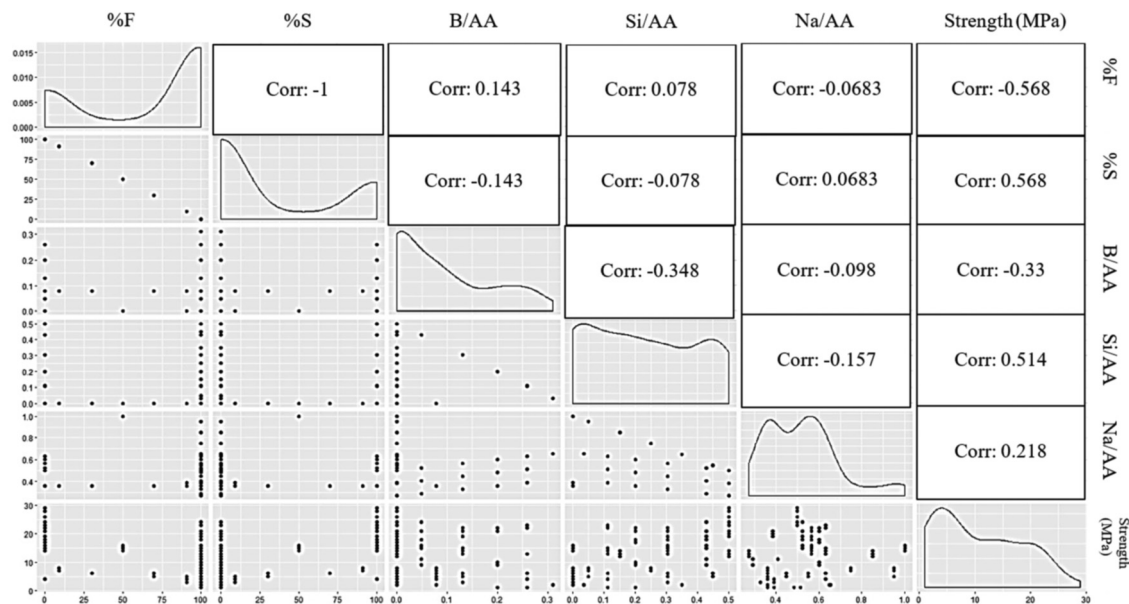 %F %S B/AA Si/AA Na/AA Strength (MPa)
0.015
0.010
0.005
0.000
Corr: -1
Corr: 0.143
Corr: 0.078
Corr: -0.0683
Corr: -0.568
%F
100
75
50
25
0
Corr: -0.143
Corr: -0.078
Corr: 0.0683
Corr: 0.568
%S
0.3
0.2
0.1
0.0
Corr: -0.348
Corr: -0.098
Corr: -0.33
B/AA
0.5
0.4
0.3
0.2
0.1
0.0
Corr: -0.157
Corr: 0.514
Si/AA
1.0
0.8
0.6
0.4
Corr: 0.218
Na/AA
30
20
10
0
Strength
(MPa)
0 25 50 75 100
0 25 50 75 100
0.0 0.1 0.2 0.3
0.0 0.1 0.2 0.3 0.4 0.5
0.4 0.6 0.8 1.0
0 10 20 30